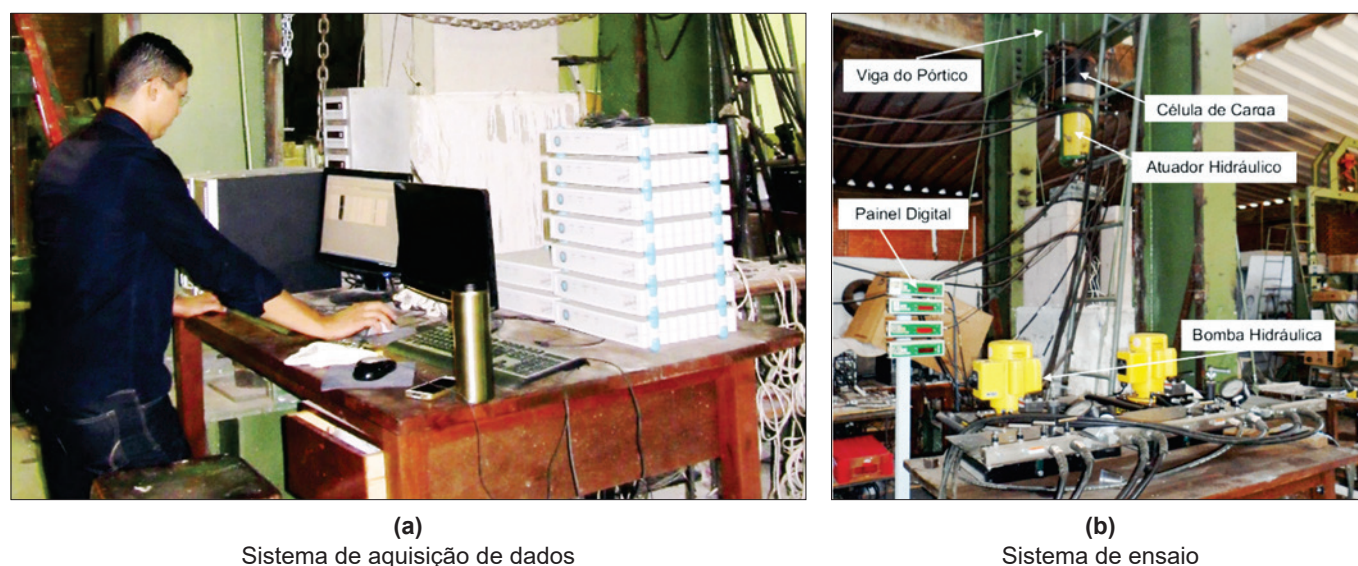 Viga do Pórtico
Célula de Carga
Atuador Hidráulico
Painel Digital
Bomba Hidráulica
(a)
Sistema de aquisição de dados
(b)
Sistema de ensaio